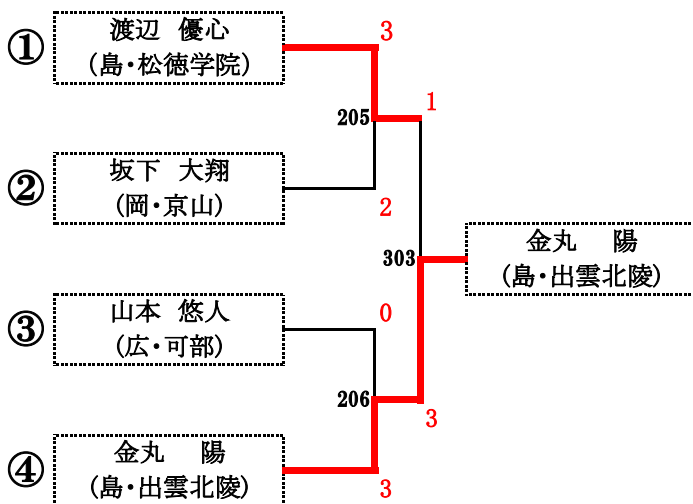 ①
渡辺 優心
(島・松徳学院)
3
205
1
②
坂下 大翔
(岡・京山)
2
303
金丸 陽
(島・出雲北陵)
③
山本 悠人
(広・可部)
0
206
3
④
金丸 陽
(島・出雲北陵)
3